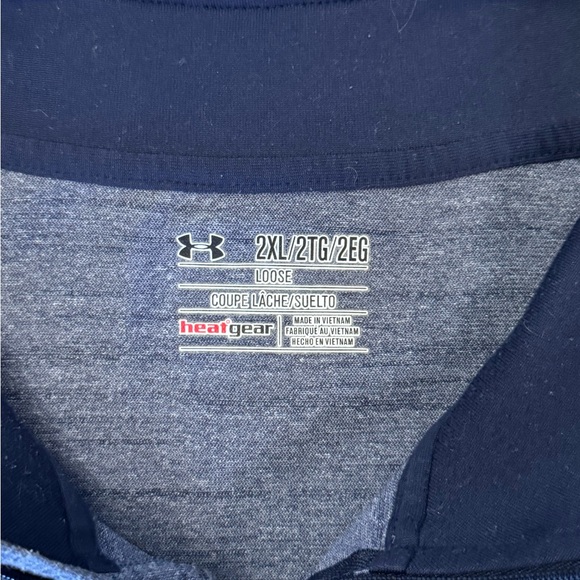 2XL/2TG/2EG
LOOSE
COUPE LÂCHE/SUELTO
heatgear
MADE IN VIETNAM
FABRIQUÉ AU VIETNAM
HECHO EN VIETNAM